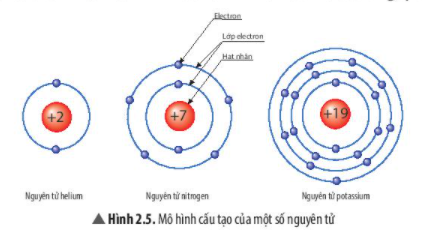 Electron
Lớp electron
Hạt nhân
+2
+7
+19
Nguyên tử helium
Nguyên tử nitrogen
Nguyên tử potassium
▲ Hình 2.5. Mô hình cấu tạo của một số nguyên tử